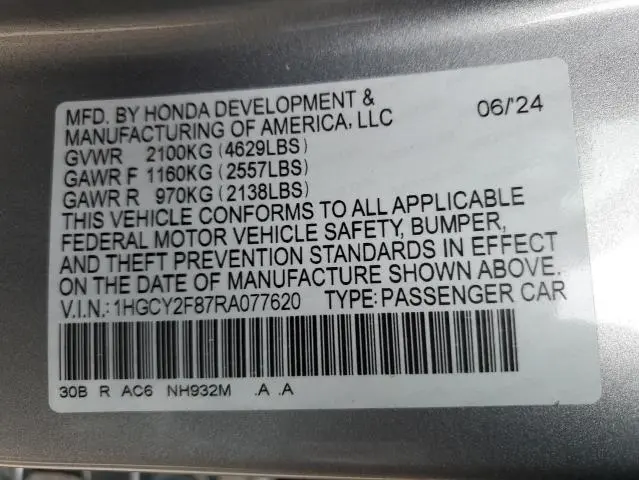 MFD. BY HONDA DEVELOPMENT &
MANUFACTURING OF AMERICA, LLC 06/'24
GVWR 2100KG (4629LBS)
GAWR F 1160KG (2557LBS)
GAWR R 970KG (2138LBS)
THIS VEHICLE CONFORMS TO ALL APPLICABLE
FEDERAL MOTOR VEHICLE SAFETY, BUMPER,
AND THEFT PREVENTION STANDARDS IN EFFECT
ON THE DATE OF MANUFACTURE SHOWN ABOVE.
V.I.N.: 1HGCY2F87RA077620 TYPE: PASSENGER CAR
30B R AC6 NH932M .A .A